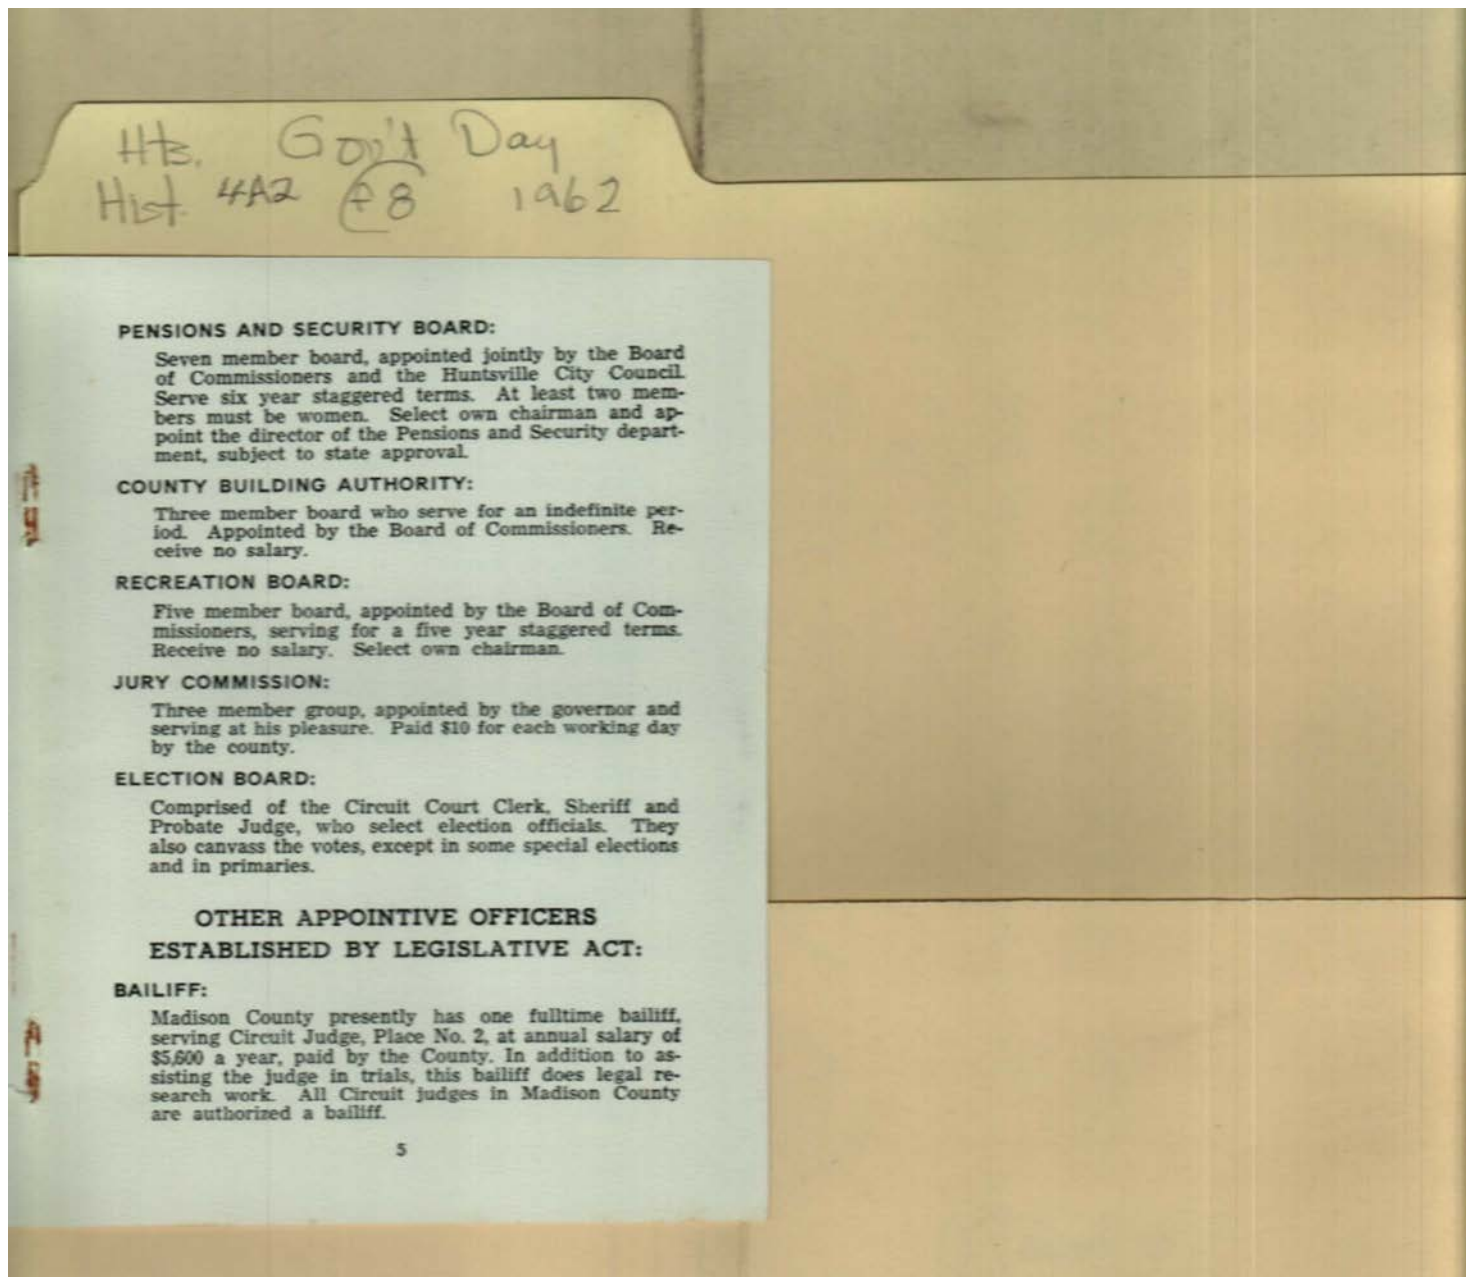 Hts. Gov't Day
Hist 4A2 F8 1962
PENSIONS AND SECURITY BOARD:
Seven member board, appointed jointly by the Board
of Commissioners and the Huntsville City Council.
Serve six year staggered terms. At least two mem-
bers must be women. Select own chairman and ap-
point the director of the Pensions and Security depart-
ment, subject to state approval.
COUNTY BUILDING AUTHORITY:
Three member board who serve for an indefinite per-
iod. Appointed by the Board of Commissioners. Re-
ceive no salary.
RECREATION BOARD:
Five member board, appointed by the Board of Com-
missioners, serving for a five year staggered terms.
Receive no salary. Select own chairman.
JURY COMMISSION:
Three member group, appointed by the governor and
serving at his pleasure. Paid $10 for each working day
by the county.
ELECTION BOARD:
Comprised of the Circuit Court Clerk, Sheriff and
Probate Judge, who select election officials. They
also canvass the votes, except in some special elections
and in primaries.
OTHER APPOINTIVE OFFICERS
ESTABLISHED BY LEGISLATIVE ACT:
BAILIFF:
Madison County presently has one fulltime bailiff,
serving Circuit Judge, Place No. 2, at annual salary of
$5,600 a year, paid by the County. In addition to as-
sisting the judge in trials, this bailiff does legal re-
search work. All Circuit judges in Madison County
are authorized a bailiff.
5